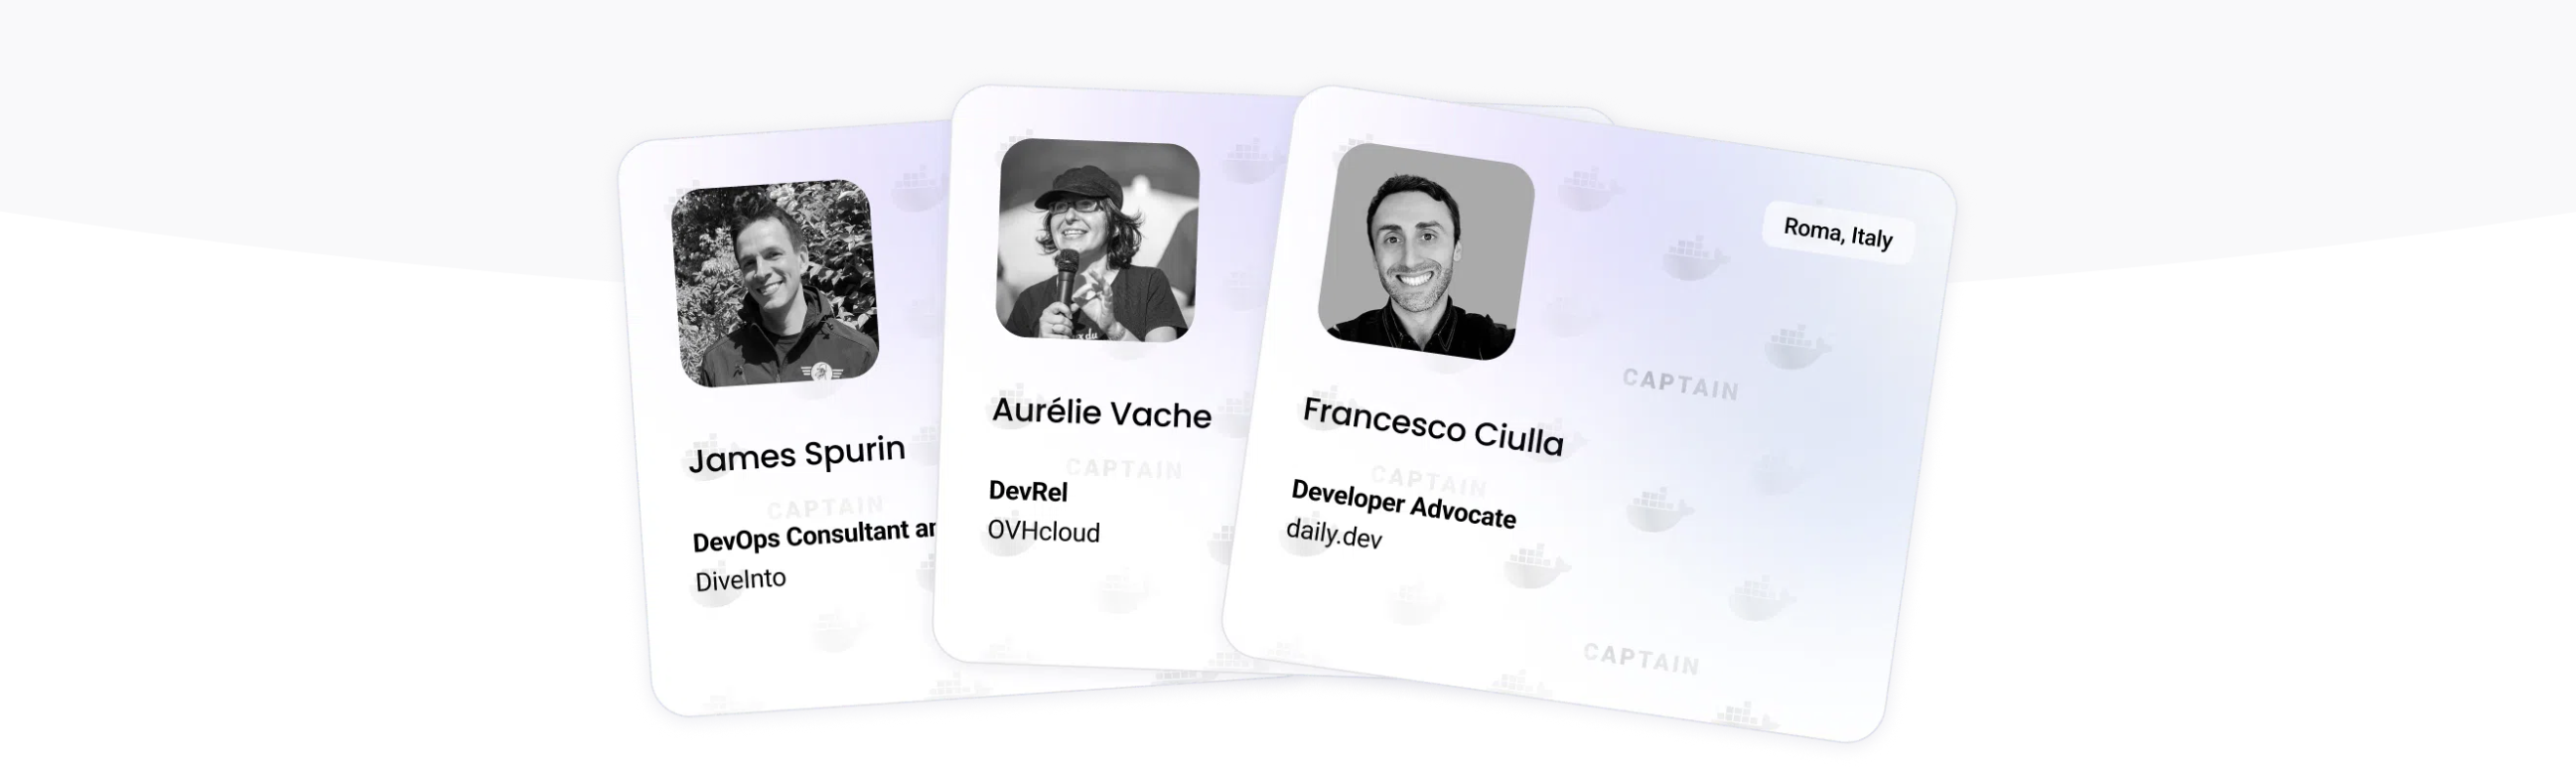 James Spurin
CAPTAIN
DevOps Consultant
DiveInto
Aurélie Vache
CAPTAIN
DevRel
OVHcloud
Roma, Italy
CAPTAIN
Francesco Ciulla
CAPTAIN
Developer Advocate
daily.dev
CAPTAIN